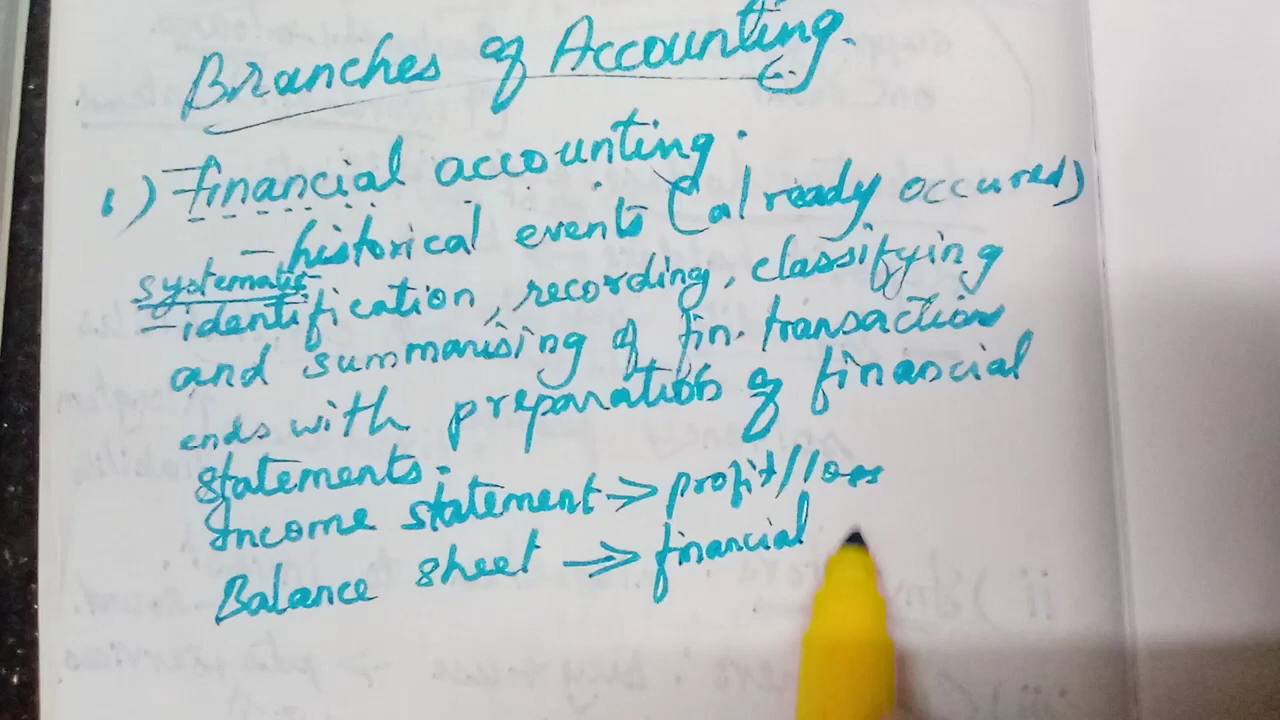 Branches of Accounting.
1) Financial accounting.
- historical events (already occured)
systematic
- identification, recording, classifying
and summarising of fin. transaction
ends with preparation of financial
statements.
Income statement → profit/loss
Balance sheet → financial